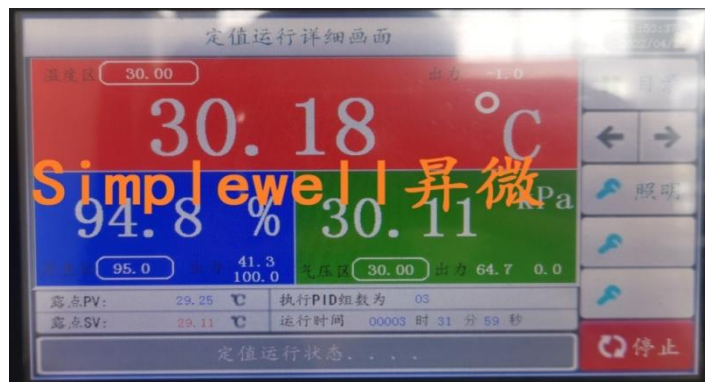 定值运行详细画面
温度区 30.00 出力 -1.0
目录
30.18 ℃
Simplewell昇微
照明
94.8 %
30.11 kPa
95.0 出力 41.3 100.0
气压区 30.00 出力 64.7 0.0
露点PV: 29.25 ℃ 执行PID组数为 03
露点SV: 29.11 ℃ 运行时间 00003 时 31 分 59 秒
定值运行状态....
停止